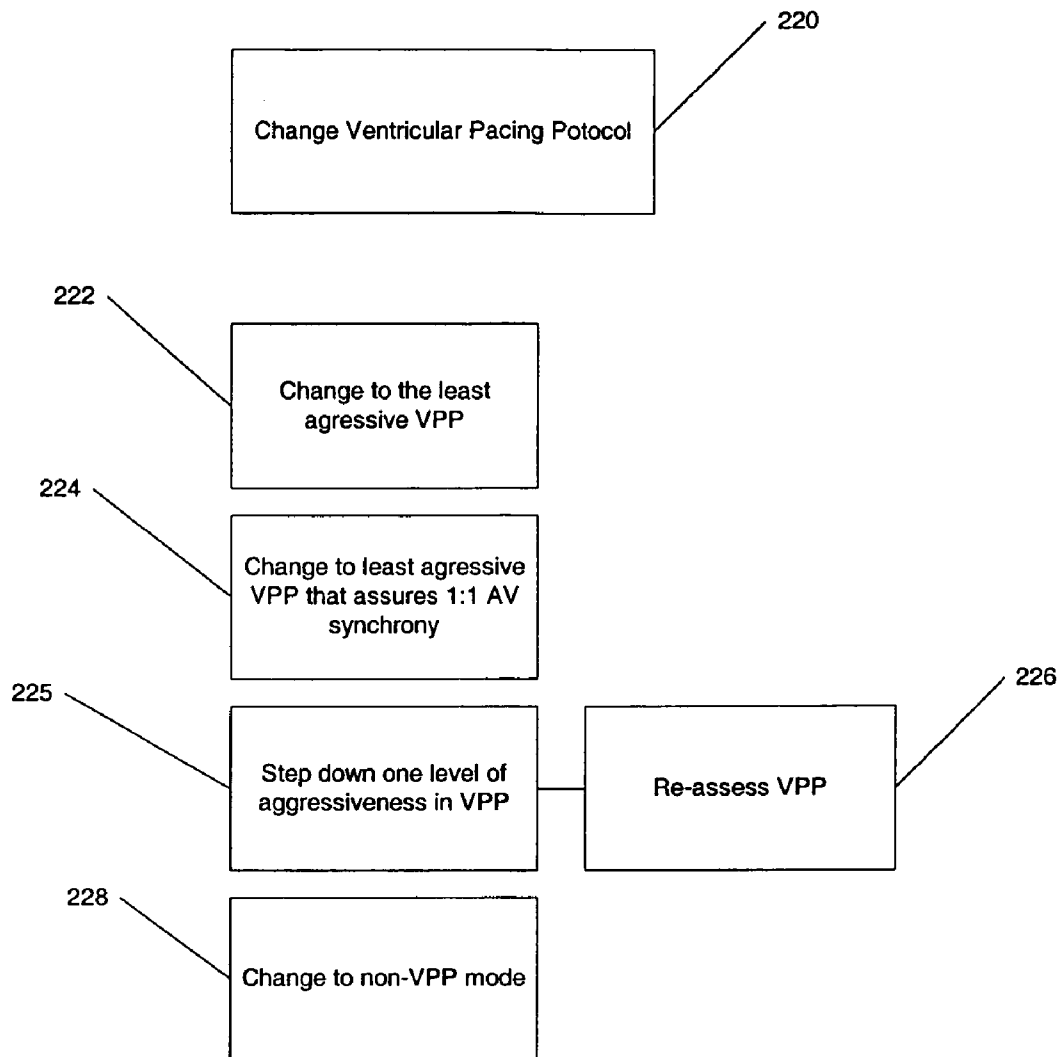 220
Change Ventricular Pacing Potocol
222
Change to the least
agressive VPP
224
Change to least agressive
VPP that assures 1:1 AV
synchrony
225
226
Step down one level of
aggressiveness in VPP
Re-assess VPP
228
Change to non-VPP mode